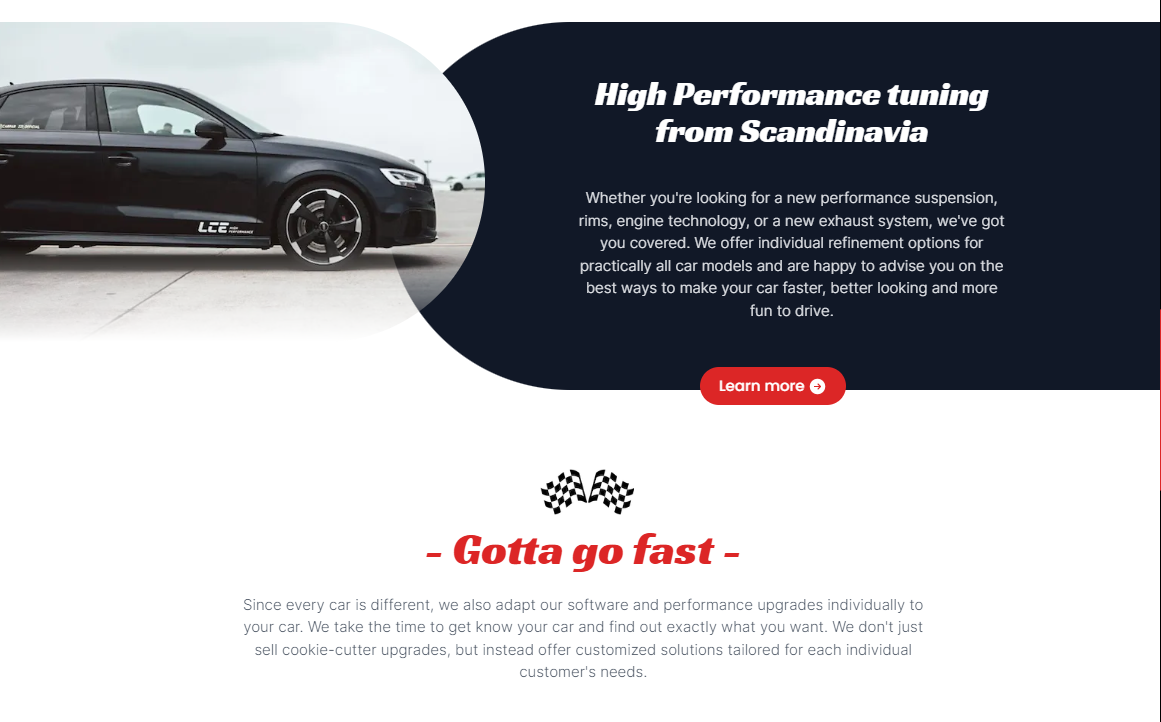 LCE HIGH
PERFORMANCE
High Performance tuning
from Scandinavia
Whether you're looking for a new performance suspension,
rims, engine technology, or a new exhaust system, we've got
you covered. We offer individual refinement options for
practically all car models and are happy to advise you on the
best ways to make your car faster, better looking and more
fun to drive.
Learn more
- Gotta go fast -
Since every car is different, we also adapt our software and performance upgrades individually to
your car. We take the time to get know your car and find out exactly what you want. We don't just
sell cookie-cutter upgrades, but instead offer customized solutions tailored for each individual
customer's needs.